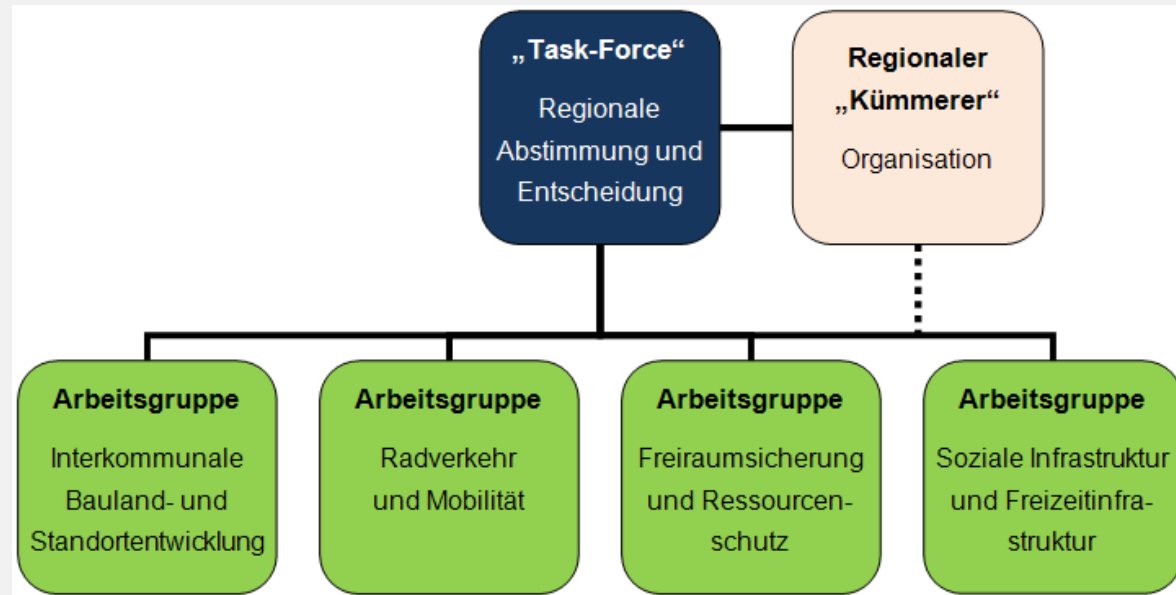 „Task-Force“
Regionale
Abstimmung und
Entscheidung
Regionaler
„Kümmerer“
Organisation
Arbeitsgruppe
Interkommunale
Bauland- und
Standortentwicklung
Arbeitsgruppe
Radverkehr
und Mobilität
Arbeitsgruppe
Freiraumsicherung
und Ressourcen-
schutz
Arbeitsgruppe
Soziale Infrastruktur
und Freizeitinfra-
struktur